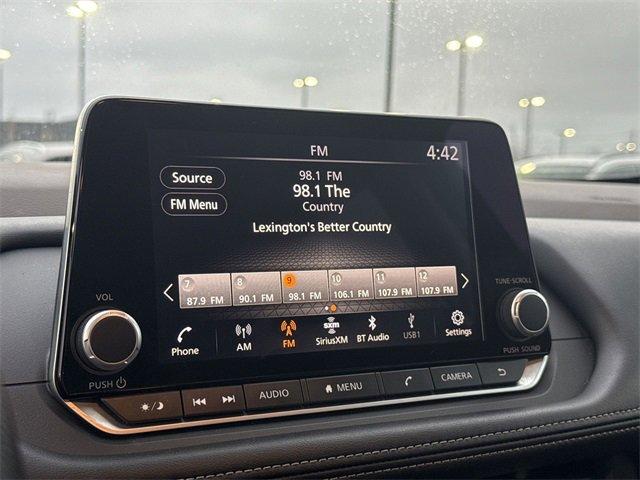 FM
4:42
Source
98.1 FM
98.1 The
FM Menu
Country
Lexington's Better Country
7 8 9 10 11 12
87.9 FM 90.1 FM 98.1 FM 106.1 FM 107.9 FM 107.9 FM
VOL
TUNE·SCROLL
Phone
AM
FM
sxm
SiriusXM
BT Audio
USB1
Settings
PUSH
PUSH SOUND
AUDIO
MENU
CAMERA